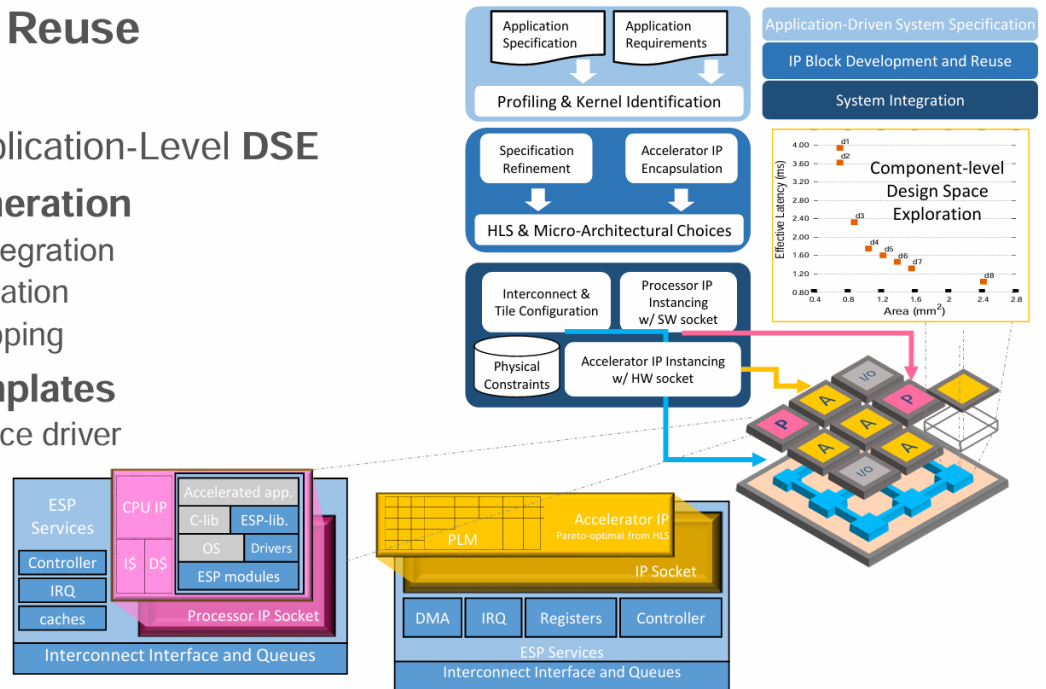 Reuse
plication-Level DSE
neration
tegration
ation
pping
mplates
ice driver
Application
Specification
Application
Requirements
Profiling & Kernel Identification
Specification
Refinement
Accelerator IP
Encapsulation
HLS & Micro-Architectural Choices
Interconnect &
Tile Configuration
Processor IP
Instancing
w/ SW socket
Physical
Constraints
Accelerator IP Instancing
w/ HW socket
Application-Driven System Specification
IP Block Development and Reuse
System Integration
Component-level
Design Space
Exploration
Effective Latency (ms)
4.00
3.60
3.20
2.80
2.40
2.00
1.60
1.20
0.80
d1
d2
d3
d4
d5
d6
d7
d8
0.4 0.8 1.2 1.6 2 2.4 2.8
Area (mm²)
I/O
A
P
P
A
A
A
I/O
ESP
Services
Controller
IRQ
caches
CPU IP
I$ D$
Accelerated app.
C-lib ESP-lib.
OS Drivers
ESP modules
Processor IP Socket
Interconnect Interface and Queues
PLM
Accelerator IP
Pareto-optimal from HLS
IP Socket
DMA IRQ Registers Controller
ESP Services
Interconnect Interface and Queues